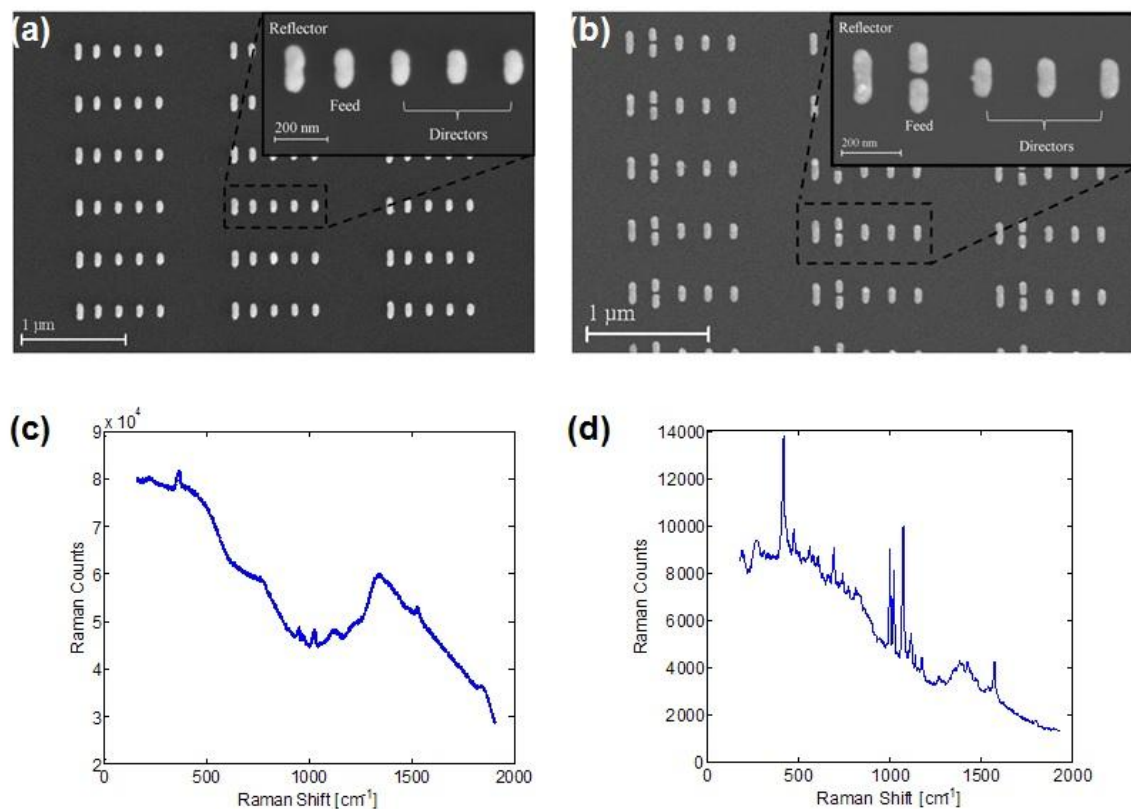 (a)
Reflector
Feed
Directors
200 nm
1 µm
(b)
Reflector
Feed
Directors
200 nm
1 µm
(c)
x 10⁴
9
8
7
6
5
4
3
2
0 500 1000 1500 2000
Raman Counts
Raman Shift [cm⁻¹]
(d)
14000
12000
10000
8000
6000
4000
2000
0
0 500 1000 1500 2000
Raman Counts
Raman Shift [cm⁻¹]